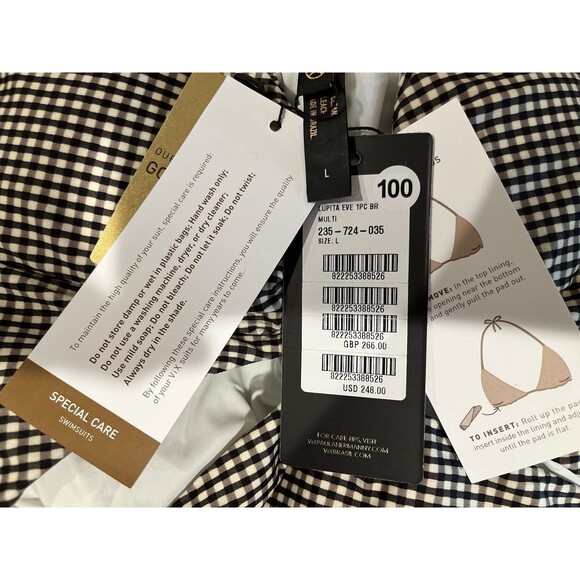 OUR
GO
To maintain the high quality of your suit, special care is required:
Do not store damp or wet in plastic bags; Hand wash only;
Do not use a washing machine, dryer, or dry cleaner;
Use mild soap; Do not bleach; Do not let it soak; Do not twist;
Always dry in the shade.
By following these special care instructions, you will ensure the quality
of your ViX suits for many years to come.
SPECIAL CARE
SWIMSUITS
BRAZIL
L
100
LUPITA EVE 1PC BR
MULTI
235-724-035
SIZE: L
822253388526
822253388526
GBP 266.00
822253388526
USD 248.00
FOR CARE TIPS, VISIT
VIXPAULAHERMANNY.COM
VIXBRASIL.COM
MOVE: In the top lining,
opening near the bottom
and gently pull the pad out.
TO INSERT: Roll up the pad
insert inside the lining and adj
until the pad is flat.